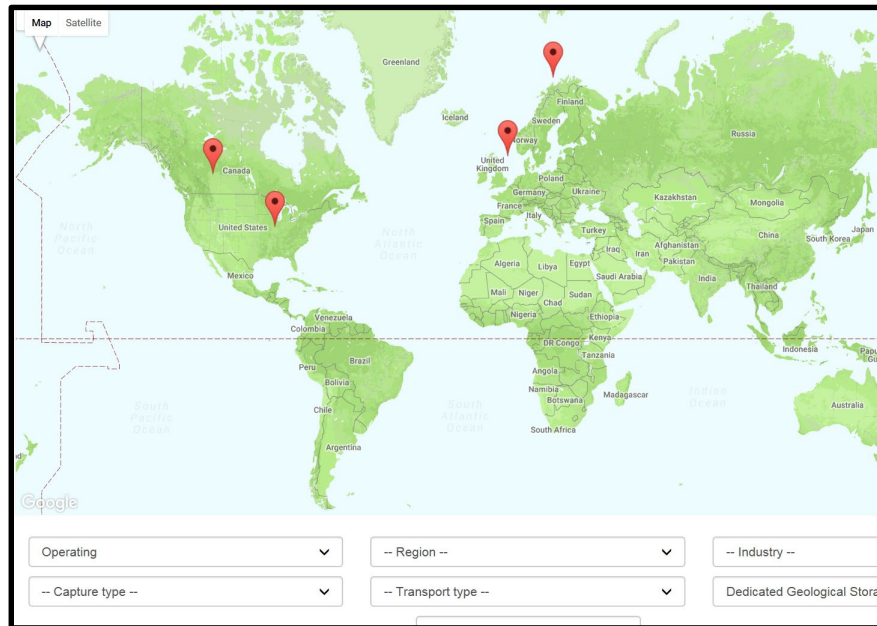 Map Satellite
Greenland
Iceland
Finland
Sweden
Norway
Russia
Canada
United Kingdom
Poland
Germany
Ukraine
France
Kazakhstan
Mongolia
United States
Spain
Italy
Turkey
China
South Korea
Japan
North Pacific Ocean
North Atlantic Ocean
Iraq
Iran
Afghanistan
Pakistan
Algeria
Libya
Egypt
Saudi Arabia
India
Mexico
Mali
Niger
Chad
Sudan
Thailand
Nigeria
Ethiopia
Venezuela
Colombia
Kenya
DR Congo
Indonesia
Papu
Gu
Tanzania
Brazil
Peru
Angola
Bolivia
Namibia
Botswana
Madagascar
South Pacific Ocean
South Atlantic Ocean
Indian Ocean
Australia
Chile
South Africa
Argentina
nd
Google
Operating
-- Region --
-- Industry --
-- Capture type --
-- Transport type --
Dedicated Geological Stora